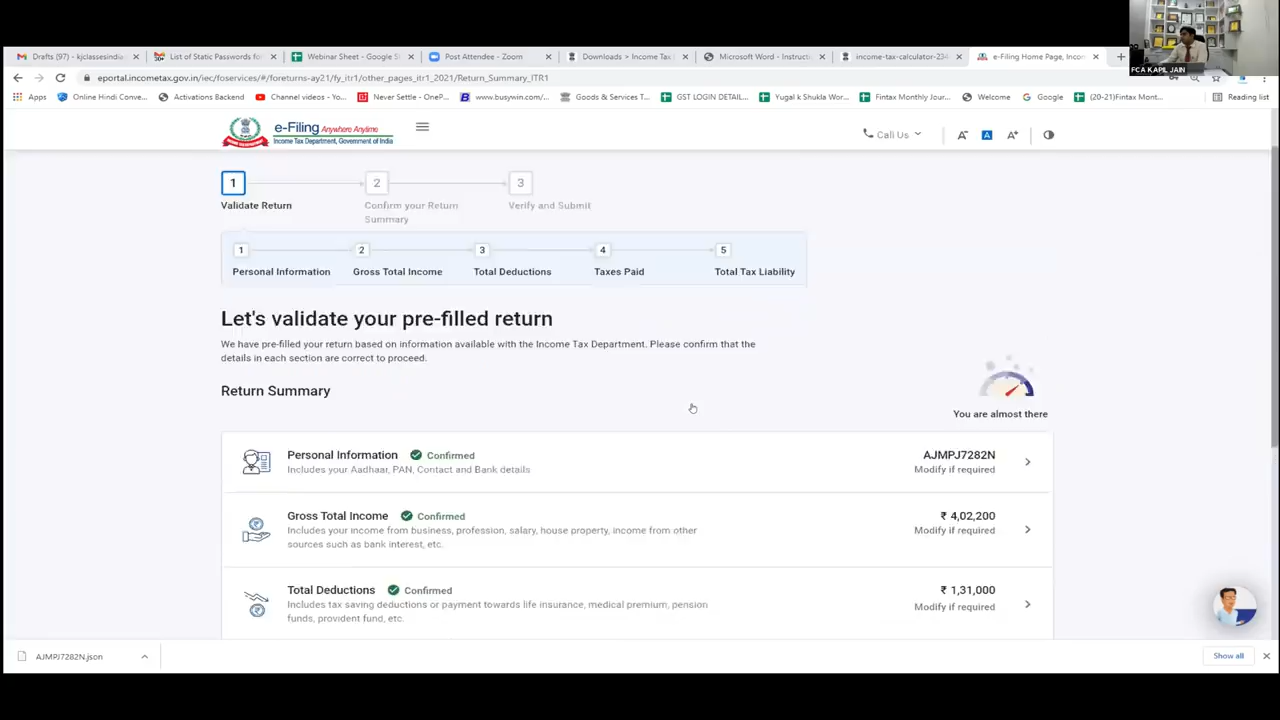 Drafts (97) - kjclassesindia
List of Static Passwords for
Webinar Sheet - Google S
Post Attendee - Zoom
Downloads > Income Tax
Microsoft Word - Instruct
income-tax-calculator-234
e-Filing Home Page, Incom
FCA KAPIL JAIN
eportal.incometax.gov.in/iec/foservices/#/foreturns-ay21/fy_itr1/other_pages_itr1_2021/Return_Summary_ITR1
Apps
Online Hindi Conve...
Activations Backend
Channel videos - Yo...
Never Settle - OneP...
www.busywin.com/...
Goods & Services T...
GST LOGIN DETAIL...
Yugal k Shukla Wor...
Fintax Monthly Jour...
Welcome
Google
(20-21)Fintax Mont...
Reading list
e-Filing Anywhere Anytime
Income Tax Department, Government of India
Call Us
A-
A
A+
1
2
3
Validate Return
Confirm your Return
Summary
Verify and Submit
1
2
3
4
5
Personal Information
Gross Total Income
Total Deductions
Taxes Paid
Total Tax Liability
Let's validate your pre-filled return
We have pre-filled your return based on information available with the Income Tax Department. Please confirm that the
details in each section are correct to proceed.
Return Summary
You are almost there
Personal Information Confirmed
AJMPJ7282N
Includes your Aadhaar, PAN, Contact and Bank details
Modify if required
Gross Total Income Confirmed
₹ 4,02,200
Includes your income from business, profession, salary, house property, income from other
sources such as bank interest, etc.
Modify if required
Total Deductions Confirmed
₹ 1,31,000
Includes tax saving deductions or payment towards life insurance, medical premium, pension
funds, provident fund, etc.
Modify if required
AJMPJ7282N.json
Show all